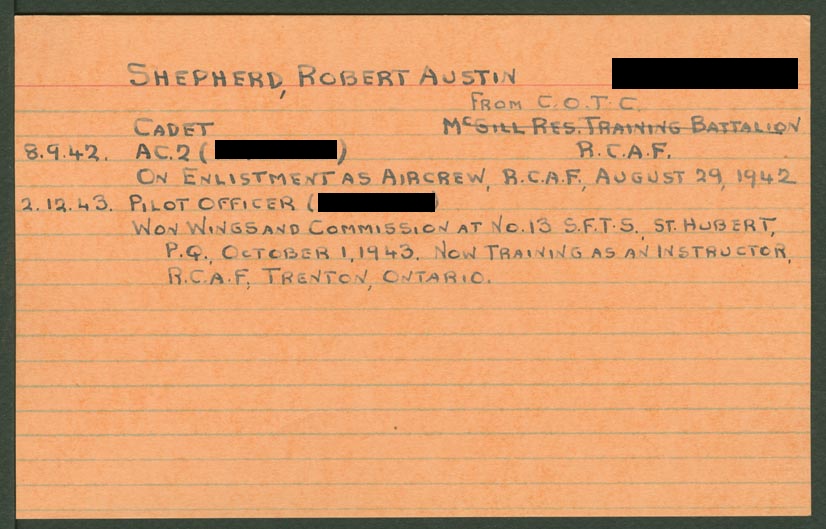 SHEPHERD, ROBERT AUSTIN
FROM C.O.T.C.
CADET McGILL RES. TRAINING BATTALION
8.9.42. AC.2 ( ) R.C.A.F.
ON ENLISTMENT AS AIRCREW, R.C.A.F., AUGUST 29, 1942
2.12.43. PILOT OFFICER ( )
WON WINGS AND COMMISSION AT NO.13 S.F.T.S., ST. HUBERT,
P.Q., OCTOBER 1, 1943. NOW TRAINING AS AN INSTRUCTOR,
R.C.A.F., TRENTON, ONTARIO.